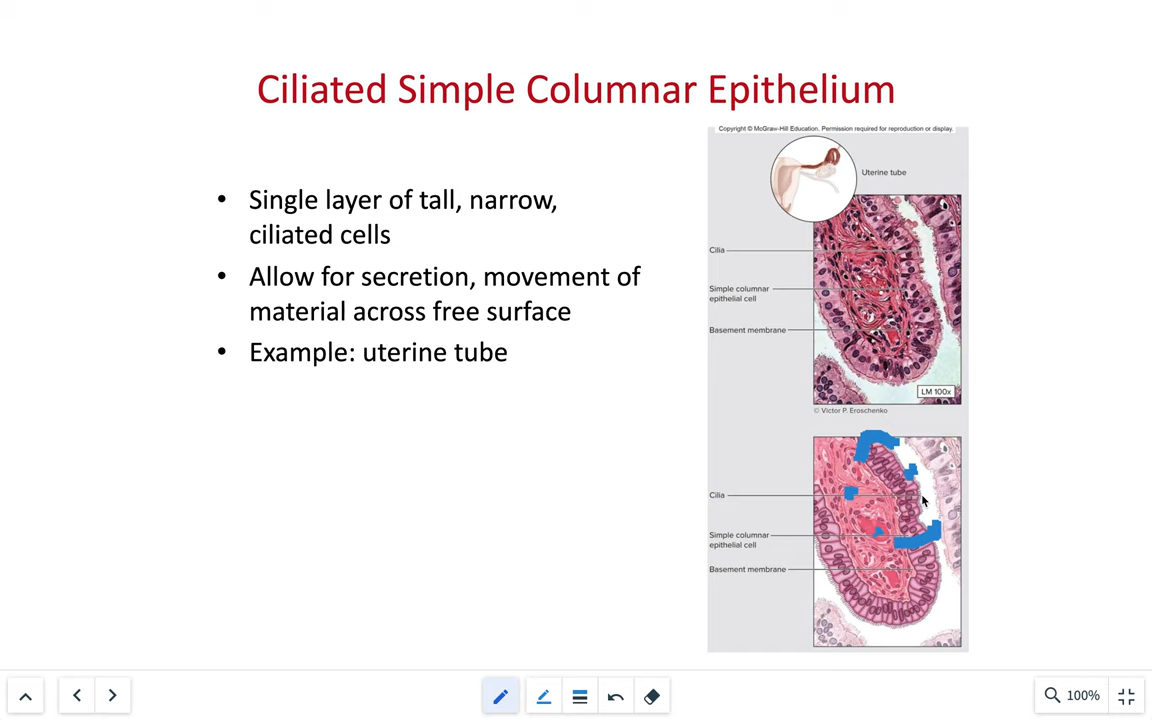 Ciliated Simple Columnar Epithelium
• Single layer of tall, narrow,
ciliated cells
• Allow for secretion, movement of
material across free surface
• Example: uterine tube
Copyright © McGraw-Hill Education. Permission required for reproduction or display.
Uterine tube
Cilia
Simple columnar
epithelial cell
Basement membrane
LM 100x
© Victor P. Eroschenko
Cilia
Simple columnar
epithelial cell
Basement membrane
100%